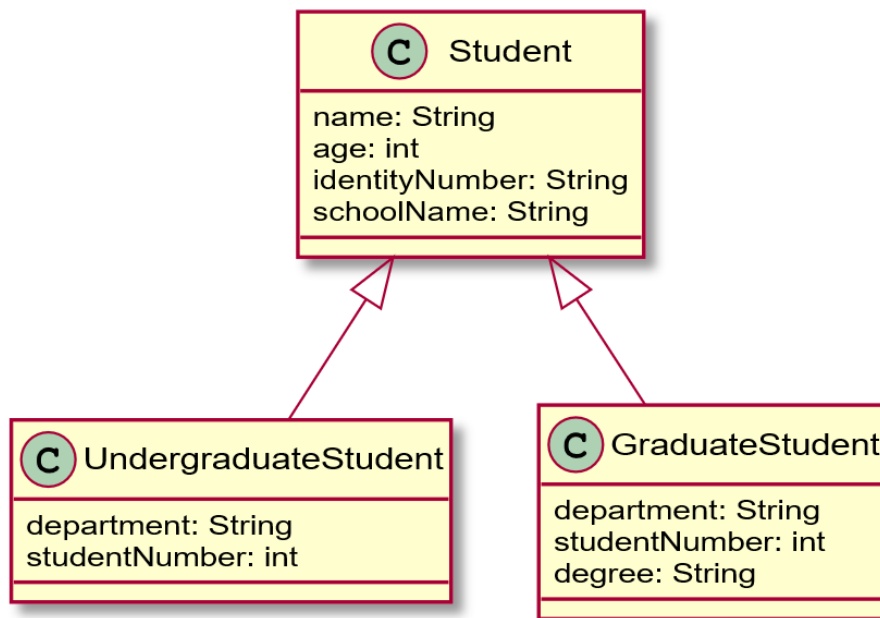 C Student
name: String
age: int
identityNumber: String
schoolName: String
C UndergraduateStudent
department: String
studentNumber: int
C GraduateStudent
department: String
studentNumber: int
degree: String